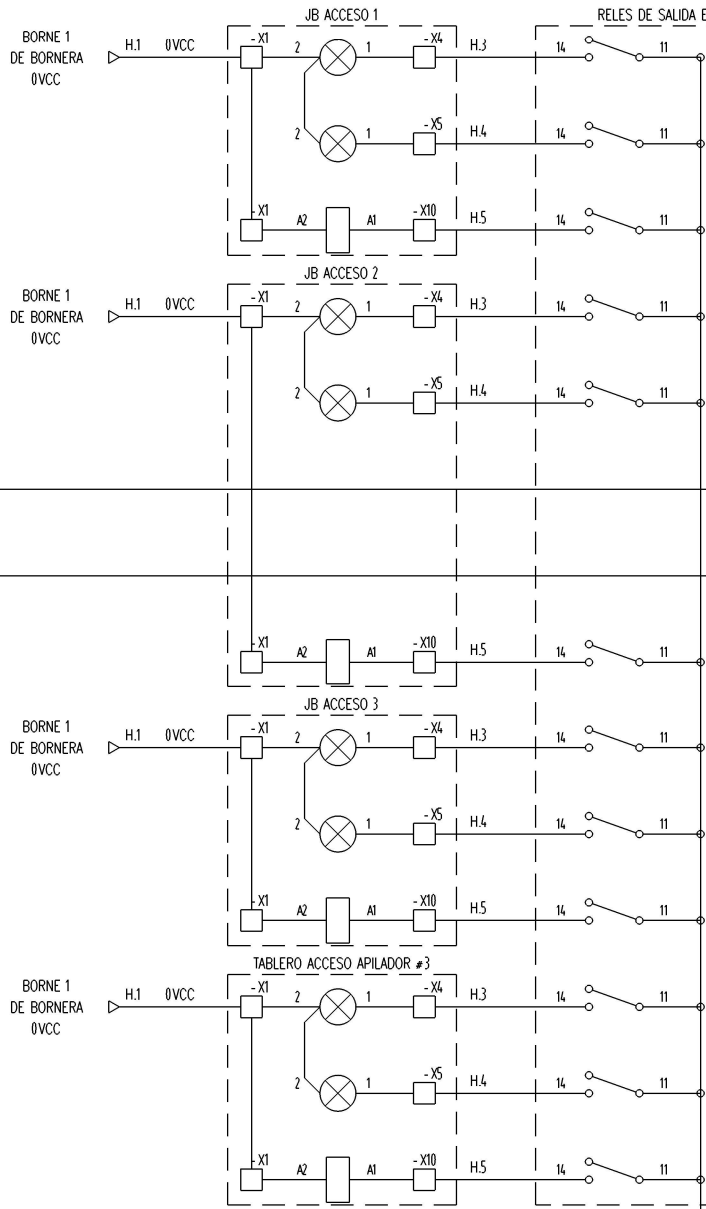 JB ACCESO 1
RELES DE SALIDA E
BORNE 1
DE BORNERA
0VCC
H.1 0VCC -X1 2 1 -X4 H.3 14 11
2 1 -X5 H.4 14 11
-X1 A2 A1 -X10 H.5 14 11
JB ACCESO 2
BORNE 1
DE BORNERA
0VCC
H.1 0VCC -X1 2 1 -X4 H.3 14 11
2 1 -X5 H.4 14 11
-X1 A2 A1 -X10 H.5 14 11
JB ACCESO 3
BORNE 1
DE BORNERA
0VCC
H.1 0VCC -X1 2 1 -X4 H.3 14 11
2 1 -X5 H.4 14 11
-X1 A2 A1 -X10 H.5 14 11
TABLERO ACCESO APILADOR #3
BORNE 1
DE BORNERA
0VCC
H.1 0VCC -X1 2 1 -X4 H.3 14 11
2 1 -X5 H.4 14 11
-X1 A2 A1 -X10 H.5 14 11